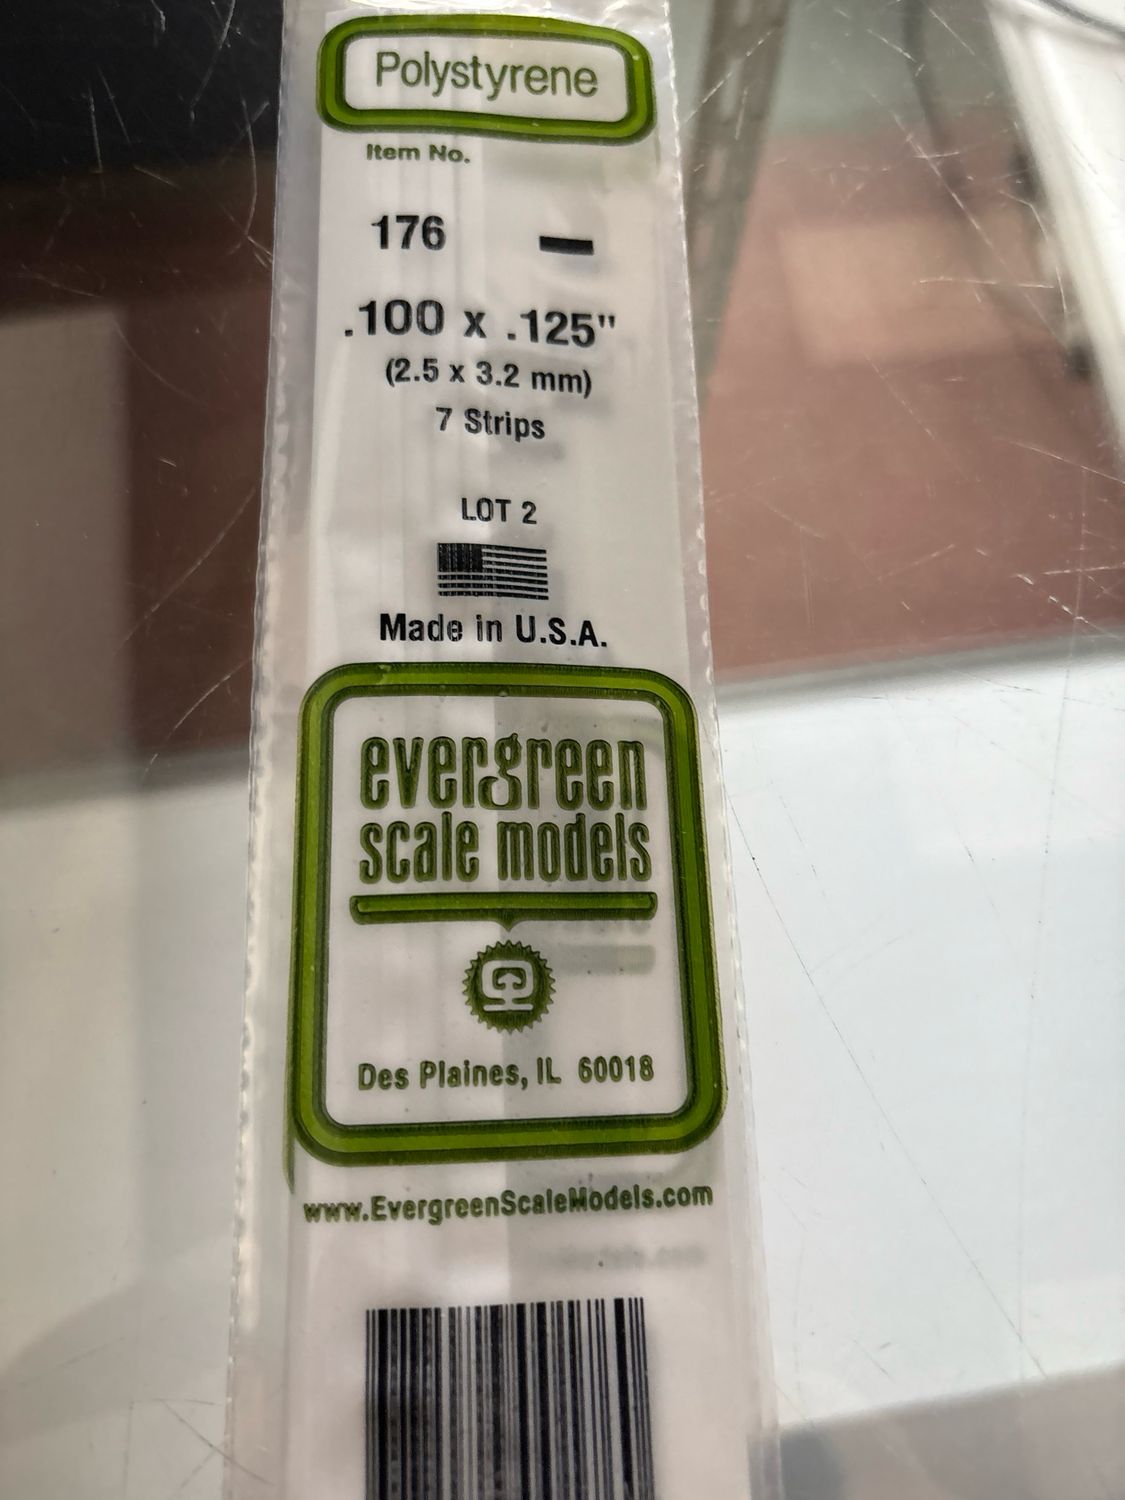 Polystyrene
Item No.
176
.100 x .125"
(2.5 x 3.2 mm)
7 Strips
LOT 2
Made in U.S.A.
evergreen
scale models
Des Plaines, IL 60018
www.EvergreenScaleModels.com